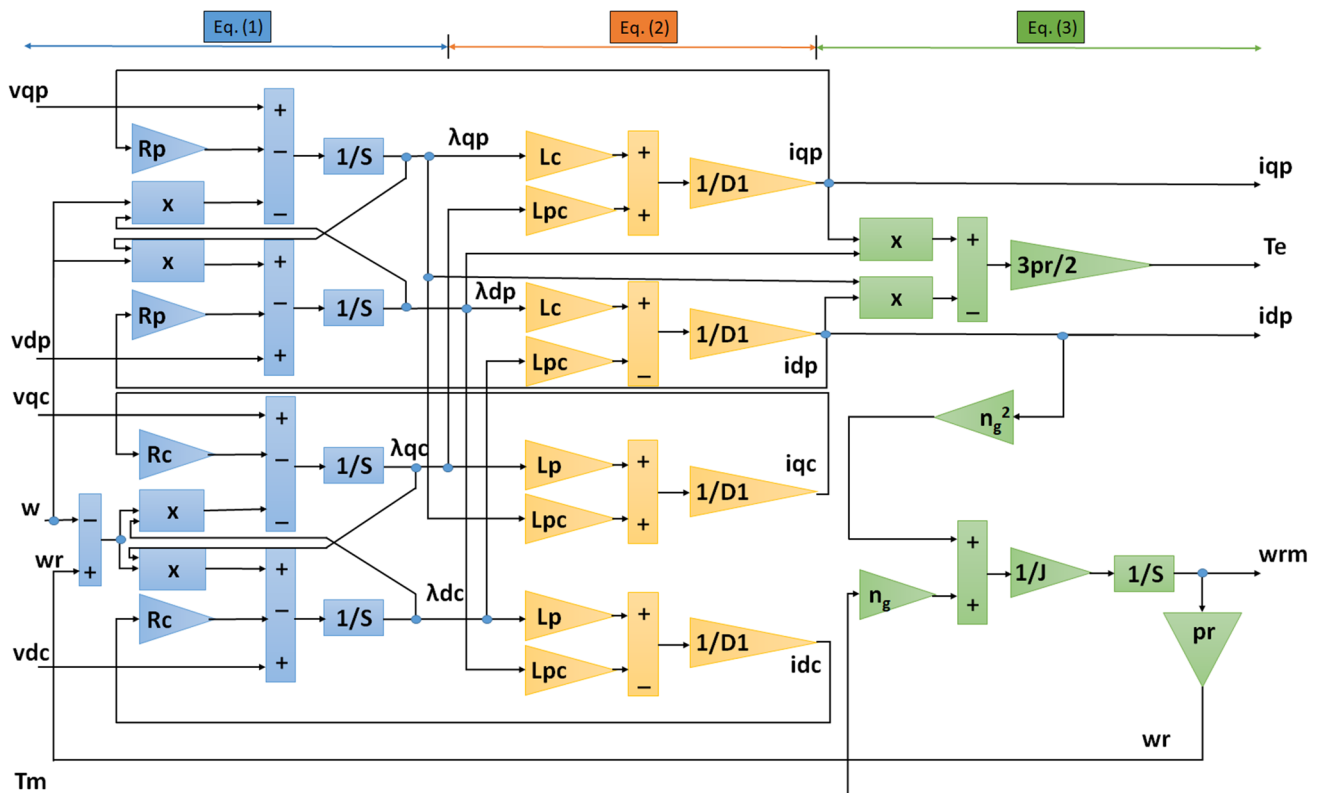 Eq. (1) Eq. (2) Eq. (3)
vqp
+
Rp
−
1/S
λqp
Lc
+
1/D1
iqp
iqp
x
−
Lpc
+
x
+
Te
x
+
3pr/2
−
1/S
λdp
Lc
+
x
−
Rp
1/D1
idp
vdp
+
Lpc
−
idp
vqc
+
ng²
Rc
−
1/S
λqc
Lp
+
1/D1
iqc
x
−
Lpc
+
w
−
+
wr
+
x
+
1/J
1/S
wrm
λdc
ng
+
Rc
−
1/S
Lp
+
1/D1
pr
vdc
+
Lpc
−
idc
wr
Tm